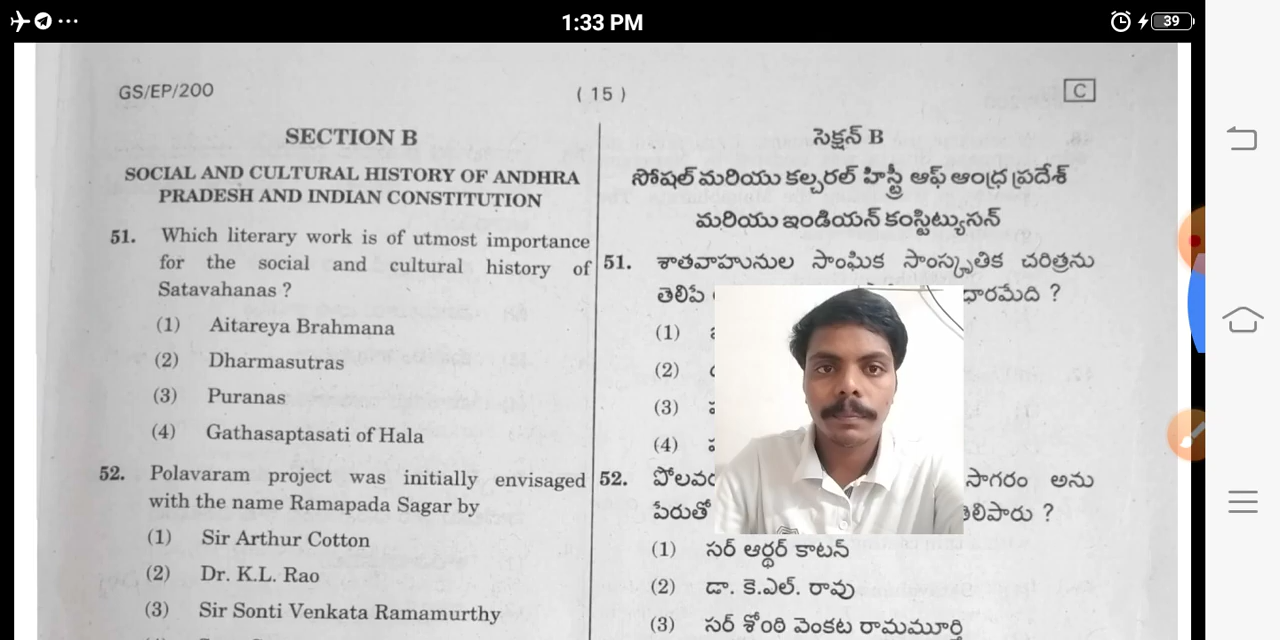 1:33 PM
39
GS/EP/200
( 15 )
C
SECTION B
SOCIAL AND CULTURAL HISTORY OF ANDHRA
PRADESH AND INDIAN CONSTITUTION
51. Which literary work is of utmost importance
for the social and cultural history of
Satavahanas ?
(1) Aitareya Brahmana
(2) Dharmasutras
(3) Puranas
(4) Gathasaptasati of Hala
52. Polavaram project was initially envisaged
with the name Ramapada Sagar by
(1) Sir Arthur Cotton
(2) Dr. K.L. Rao
(3) Sir Sonti Venkata Ramamurthy
సెక్షన్ B
సోషల్ మరియు కల్చరల్ హిస్టరీ ఆఫ్ ఆంధ్ర ప్రదేశ్
మరియు ఇండియన్ కంస్టిట్యుసన్
51. శాతవాహనుల సాంఘిక సాంస్కృతిక చరిత్రను
తెలిపే
(1)
(2)
(3)
(4)
52. సాగరం అను
పేరుతో
(1) సర్ ఆర్థర్ కాటన్
(2) డా. కె.ఎల్. రావు
(3) సర్ శోంఠి వెంకట రామమూర్తి